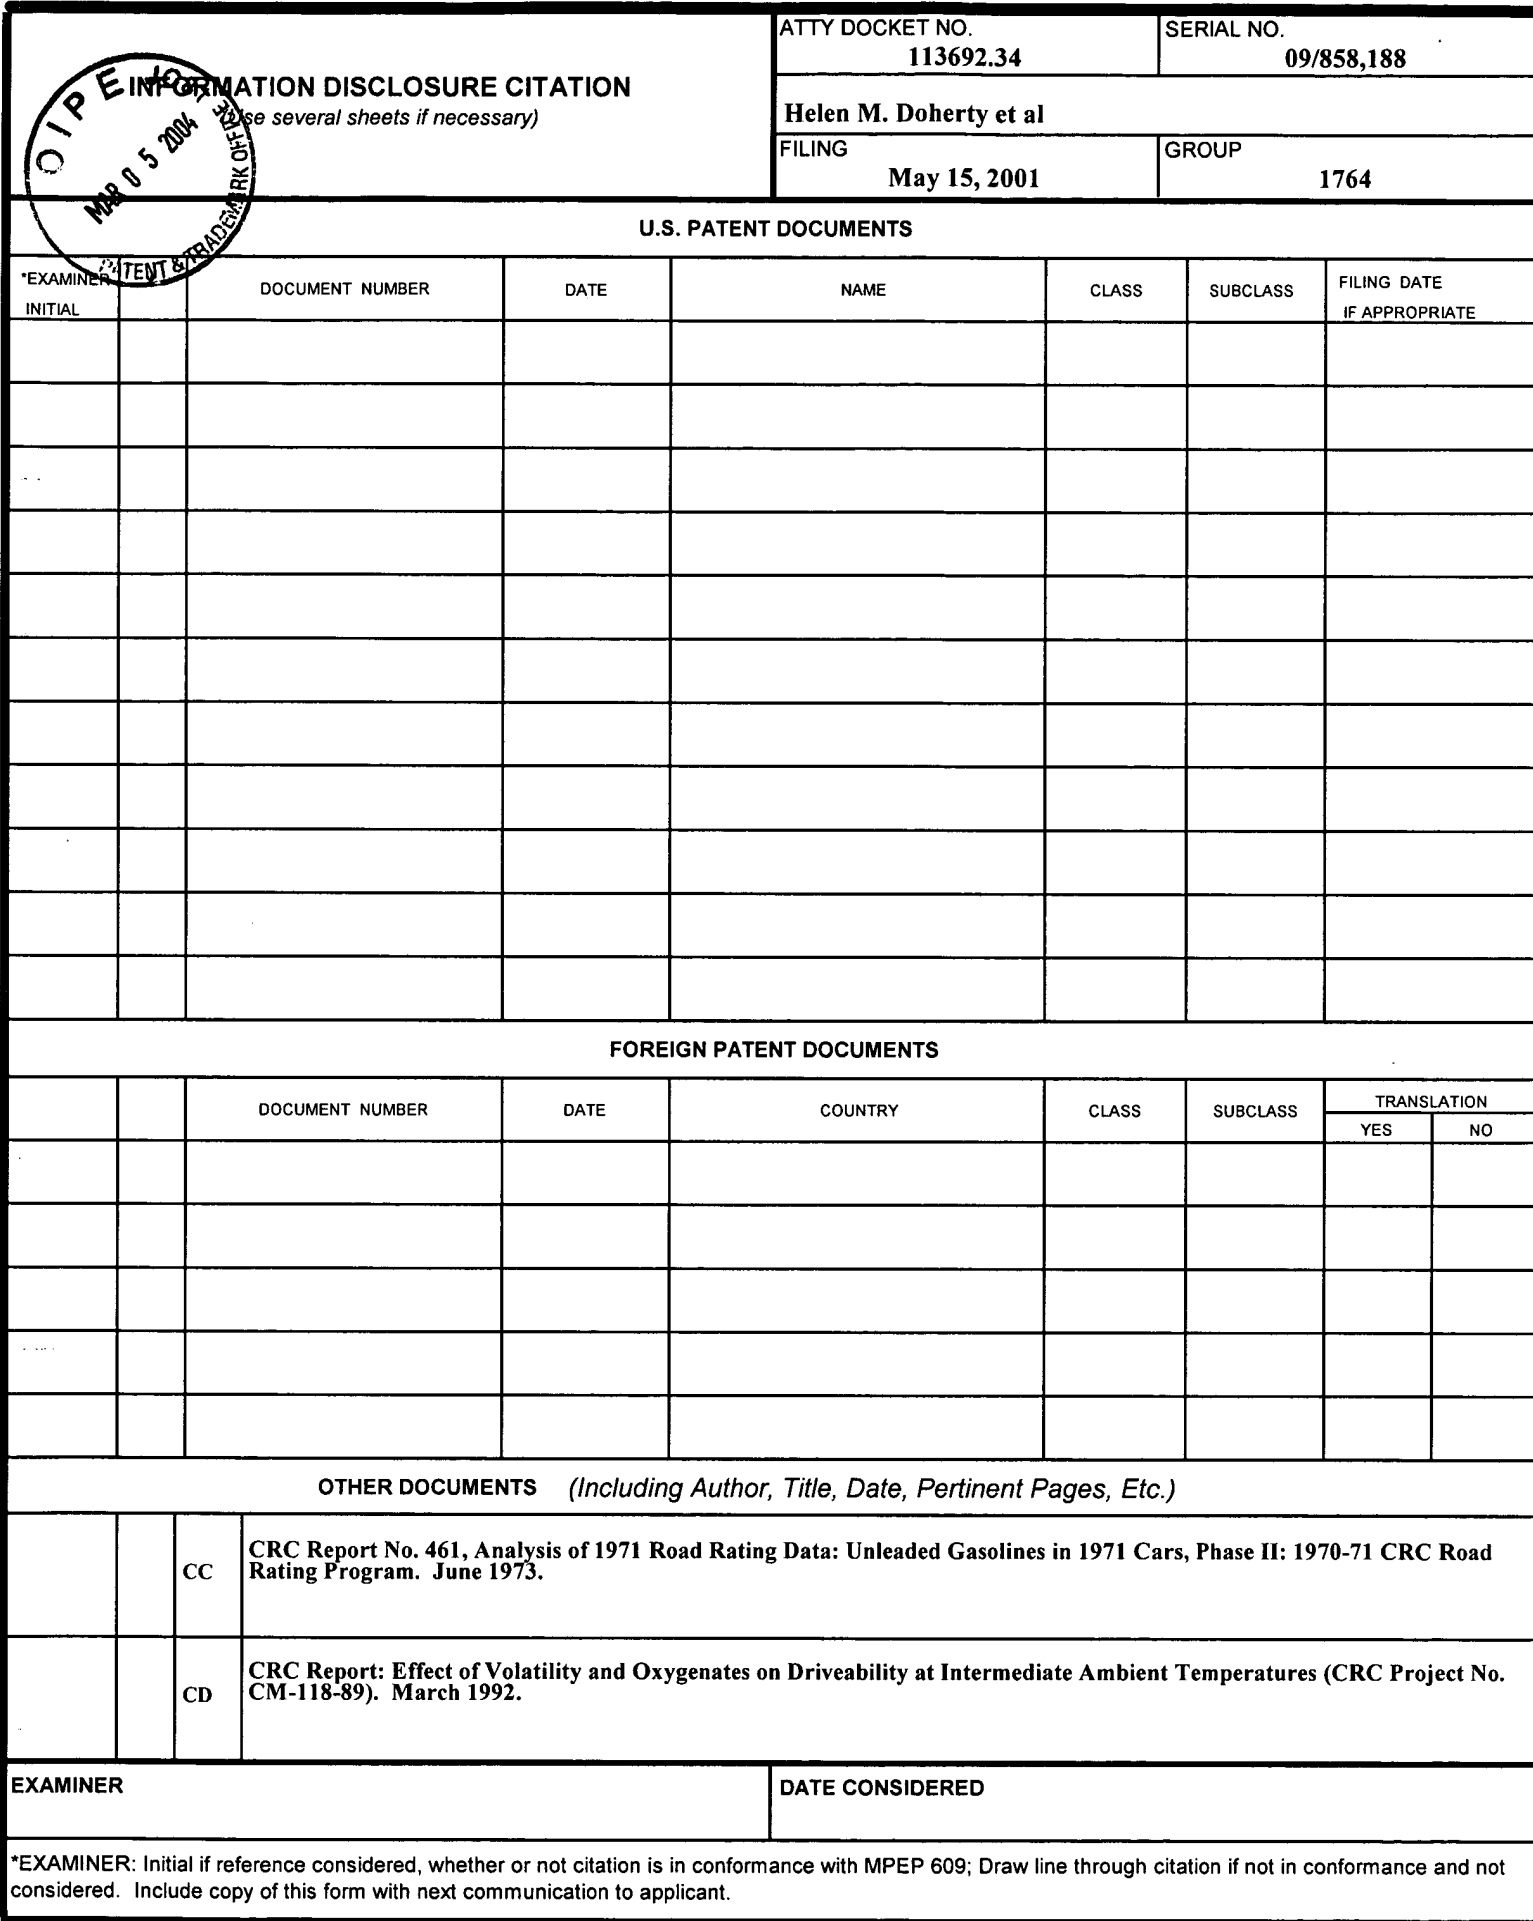 ATTY DOCKET NO.
113692.34
SERIAL NO.
09/858,188
INFORMATION DISCLOSURE CITATION
(Use several sheets if necessary)
Helen M. Doherty et al
FILING
May 15, 2001
GROUP
1764
OIPE
MAR 05 2004
PATENT & TRADEMARK OFFICE
U.S. PATENT DOCUMENTS
*EXAMINER
INITIAL
DOCUMENT NUMBER
DATE
NAME
CLASS
SUBCLASS
FILING DATE
IF APPROPRIATE
FOREIGN PATENT DOCUMENTS
DOCUMENT NUMBER
DATE
COUNTRY
CLASS
SUBCLASS
TRANSLATION
YES
NO
OTHER DOCUMENTS (Including Author, Title, Date, Pertinent Pages, Etc.)
CC
CRC Report No. 461, Analysis of 1971 Road Rating Data: Unleaded Gasolines in 1971 Cars, Phase II: 1970-71 CRC Road
Rating Program. June 1973.
CD
CRC Report: Effect of Volatility and Oxygenates on Driveability at Intermediate Ambient Temperatures (CRC Project No.
CM-118-89). March 1992.
EXAMINER
DATE CONSIDERED
*EXAMINER: Initial if reference considered, whether or not citation is in conformance with MPEP 609; Draw line through citation if not in conformance and not
considered. Include copy of this form with next communication to applicant.